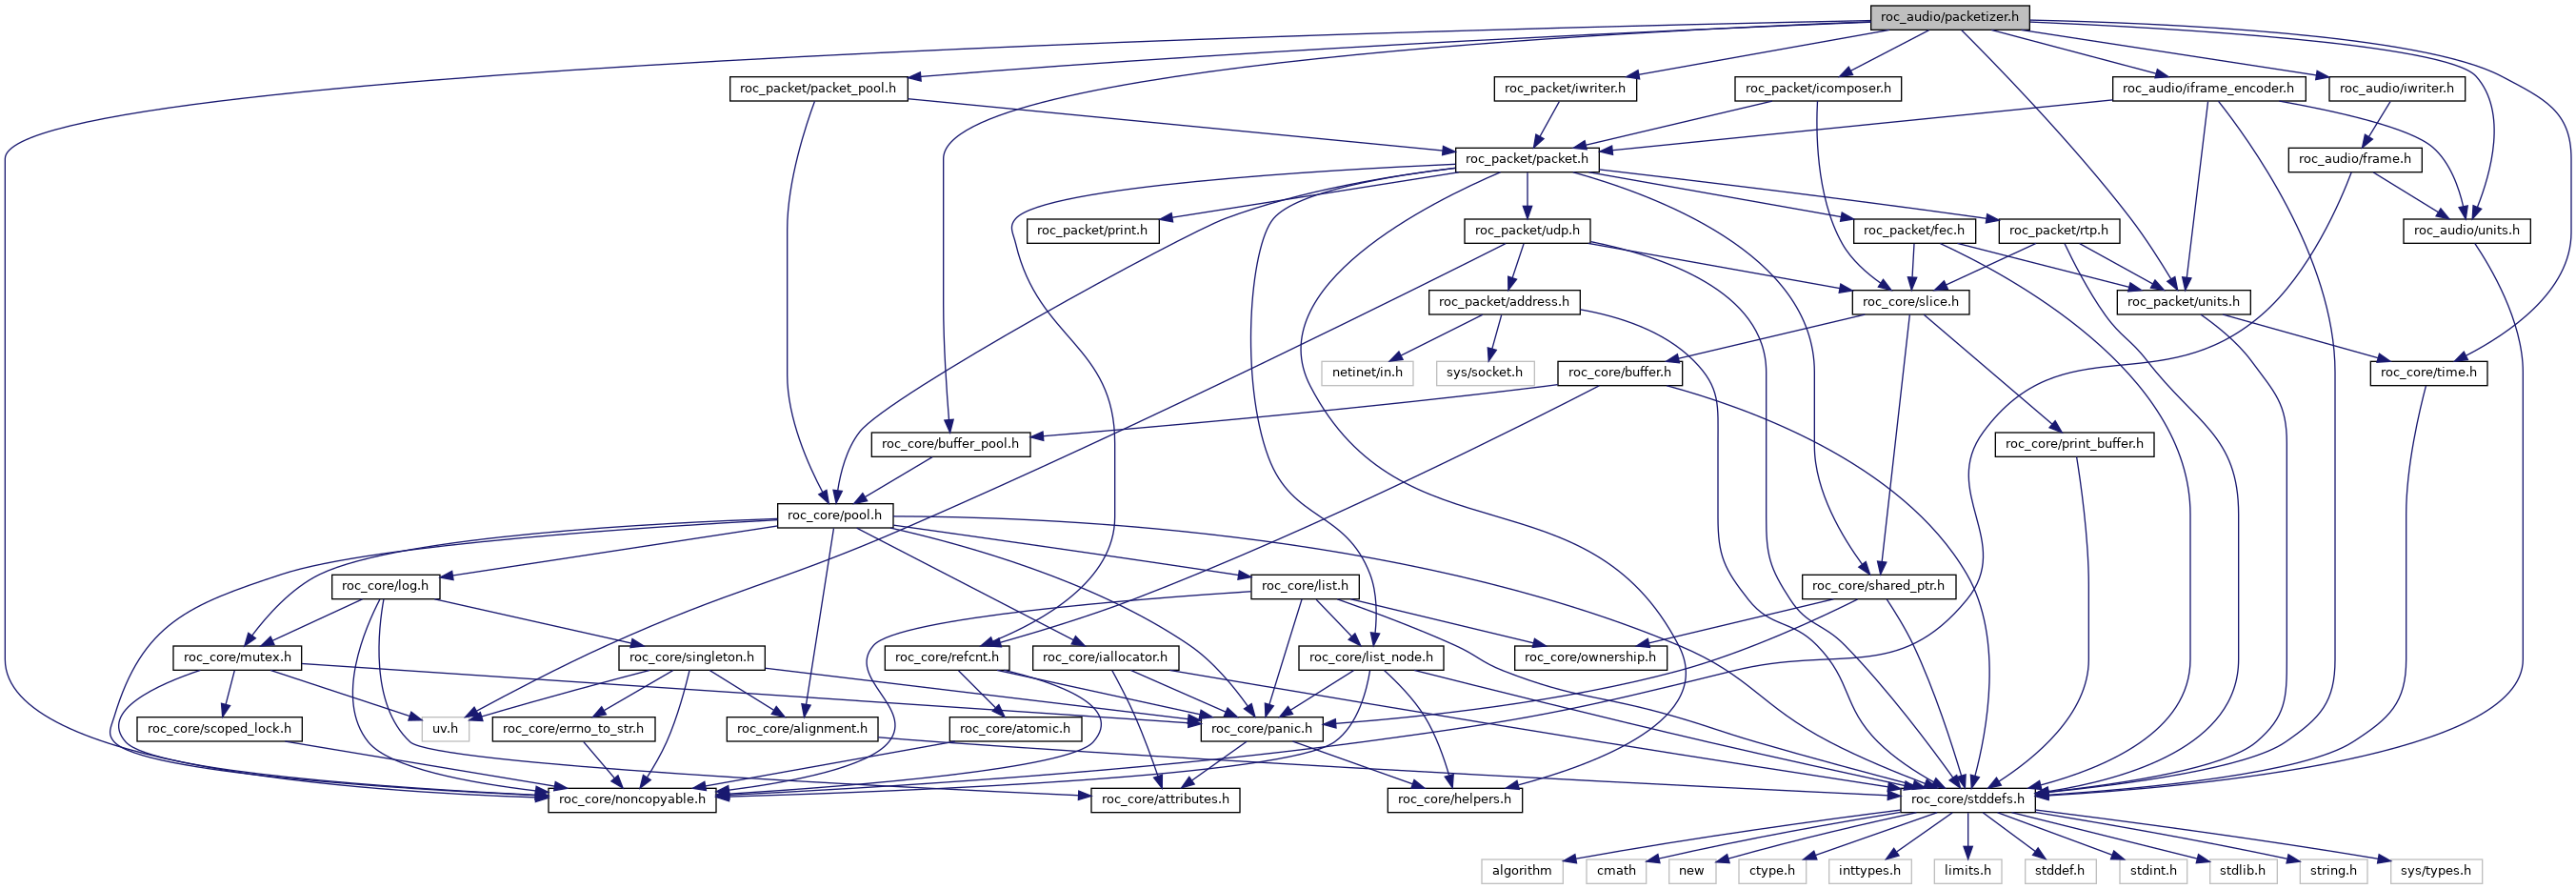 roc_audio/packetizer.h
roc_packet/packet_pool.h
roc_packet/iwriter.h
roc_packet/icomposer.h
roc_audio/iframe_encoder.h
roc_audio/iwriter.h
roc_packet/packet.h
roc_audio/frame.h
roc_packet/print.h
roc_packet/udp.h
roc_packet/fec.h
roc_packet/rtp.h
roc_audio/units.h
roc_packet/address.h
roc_core/slice.h
roc_packet/units.h
netinet/in.h
sys/socket.h
roc_core/buffer.h
roc_core/time.h
roc_core/buffer_pool.h
roc_core/print_buffer.h
roc_core/pool.h
roc_core/log.h
roc_core/list.h
roc_core/shared_ptr.h
roc_core/mutex.h
roc_core/singleton.h
roc_core/refcnt.h
roc_core/iallocator.h
roc_core/list_node.h
roc_core/ownership.h
roc_core/scoped_lock.h
uv.h
roc_core/errno_to_str.h
roc_core/alignment.h
roc_core/atomic.h
roc_core/panic.h
roc_core/noncopyable.h
roc_core/attributes.h
roc_core/helpers.h
roc_core/stddefs.h
algorithm
cmath
new
ctype.h
inttypes.h
limits.h
stddef.h
stdint.h
stdlib.h
string.h
sys/types.h